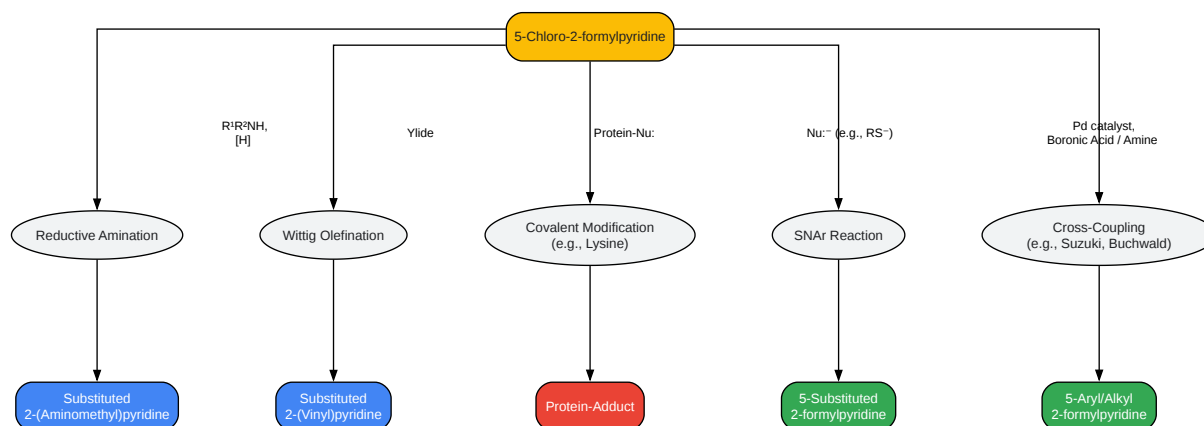 5-Chloro-2-formylpyridine
R¹R²NH,
[H]
Ylide
Protein-Nu:
Nu:⁻ (e.g., RS⁻)
Pd catalyst,
Boronic Acid / Amine
Reductive Amination
Wittig Olefination
Covalent Modification
(e.g., Lysine)
SNAr Reaction
Cross-Coupling
(e.g., Suzuki, Buchwald)
Substituted
2-(Aminomethyl)pyridine
Substituted
2-(Vinyl)pyridine
Protein-Adduct
5-Substituted
2-formylpyridine
5-Aryl/Alkyl
2-formylpyridine